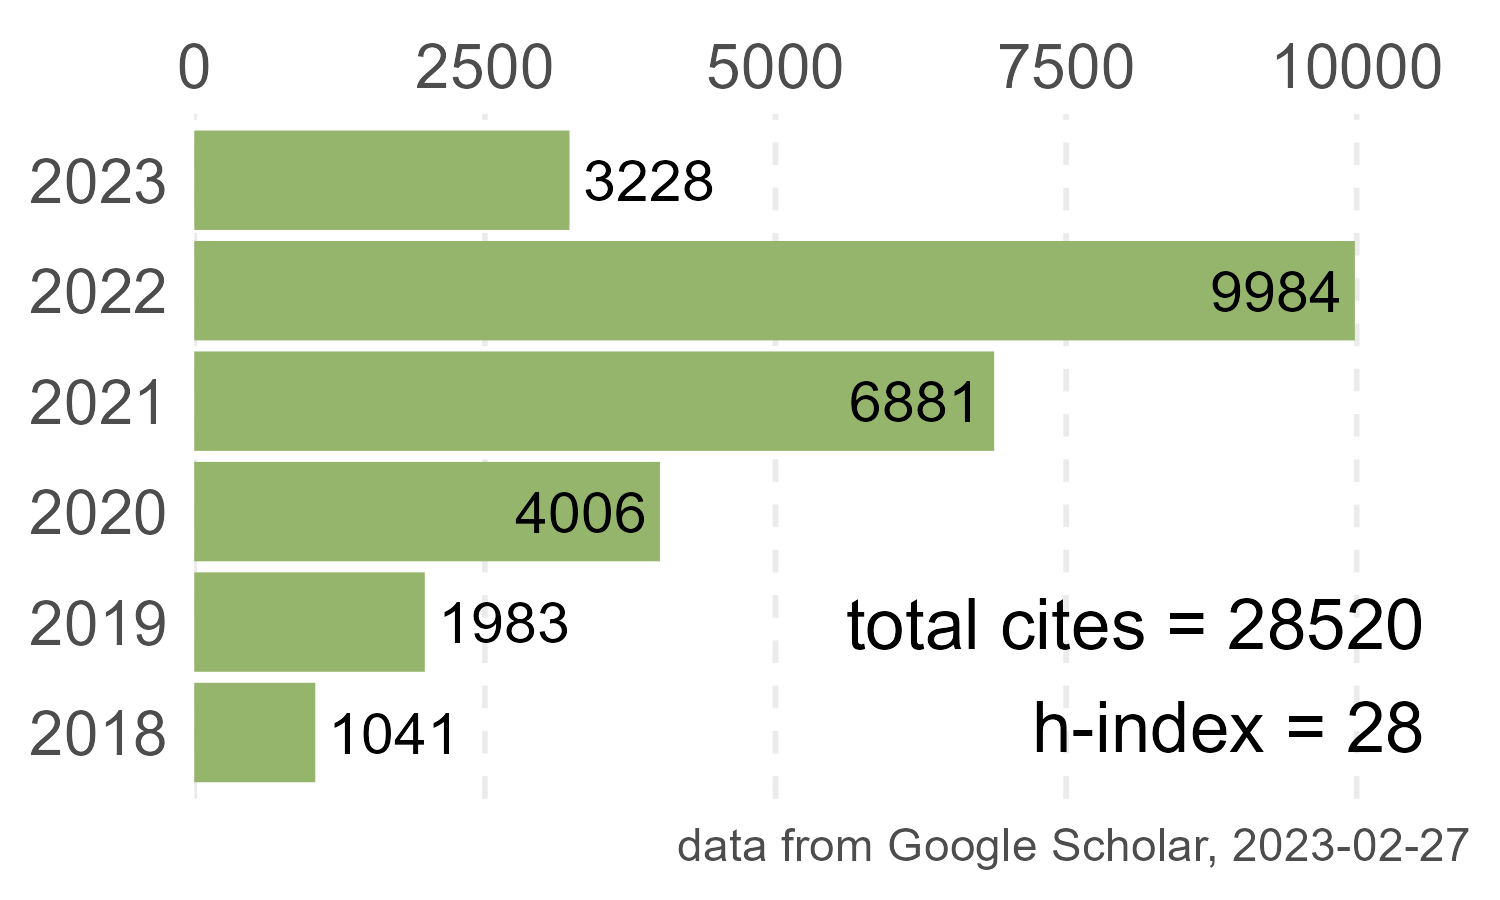 0 2500 5000 7500 10000
2023 3228
2022 9984
2021 6881
2020 4006
2019 1983 total cites = 28520
2018 1041 h-index = 28
data from Google Scholar, 2023-02-27